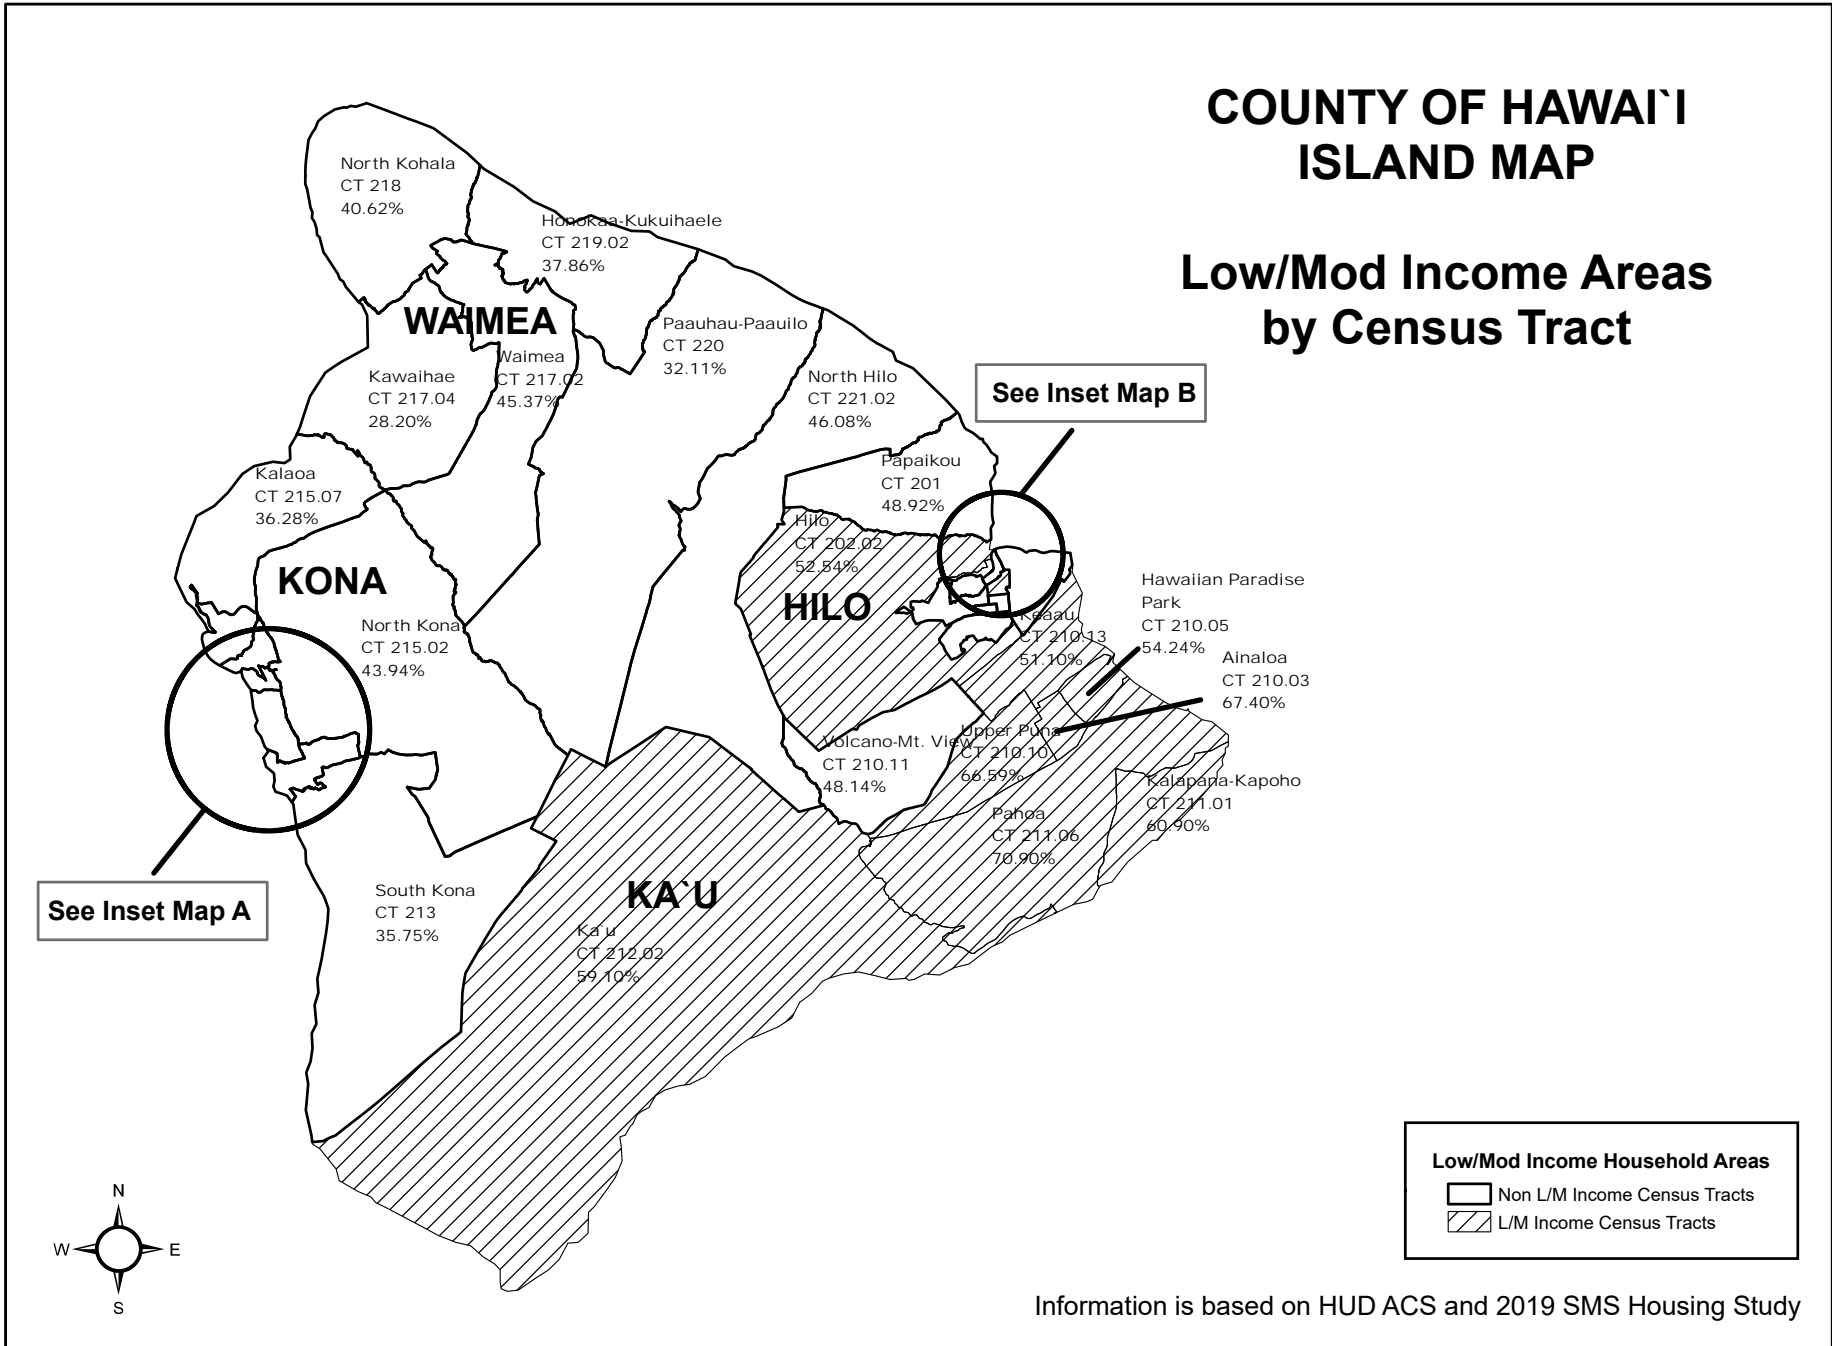 COUNTY OF HAWAI`I
ISLAND MAP
Low/Mod Income Areas
by Census Tract
North Kohala
CT 218
40.62%
Honokaa-Kukuihaele
CT 219.02
37.86%
WAIMEA
Paauhau-Paauilo
CT 220
32.11%
Waimea
CT 217.02
45.37%
Kawaihae
CT 217.04
28.20%
North Hilo
CT 221.02
46.08%
See Inset Map B
Kalaoa
CT 215.07
36.28%
Papaikou
CT 201
48.92%
Hilo
CT 202.02
52.54%
KONA
HILO
North Kona
CT 215.02
43.94%
Keaau
CT 210.13
51.10%
Hawaiian Paradise
Park
CT 210.05
54.24%
Ainaloa
CT 210.03
67.40%
Volcano-Mt. View
CT 210.11
48.14%
Upper Puna
CT 210.10
66.59%
Kalapana-Kapoho
CT 211.01
60.90%
Pahoa
CT 211.06
70.90%
See Inset Map A
South Kona
CT 213
35.75%
KA`U
Ka`u
CT 212.02
59.10%
N
W
E
S
Low/Mod Income Household Areas
Non L/M Income Census Tracts
L/M Income Census Tracts
Information is based on HUD ACS and 2019 SMS Housing Study